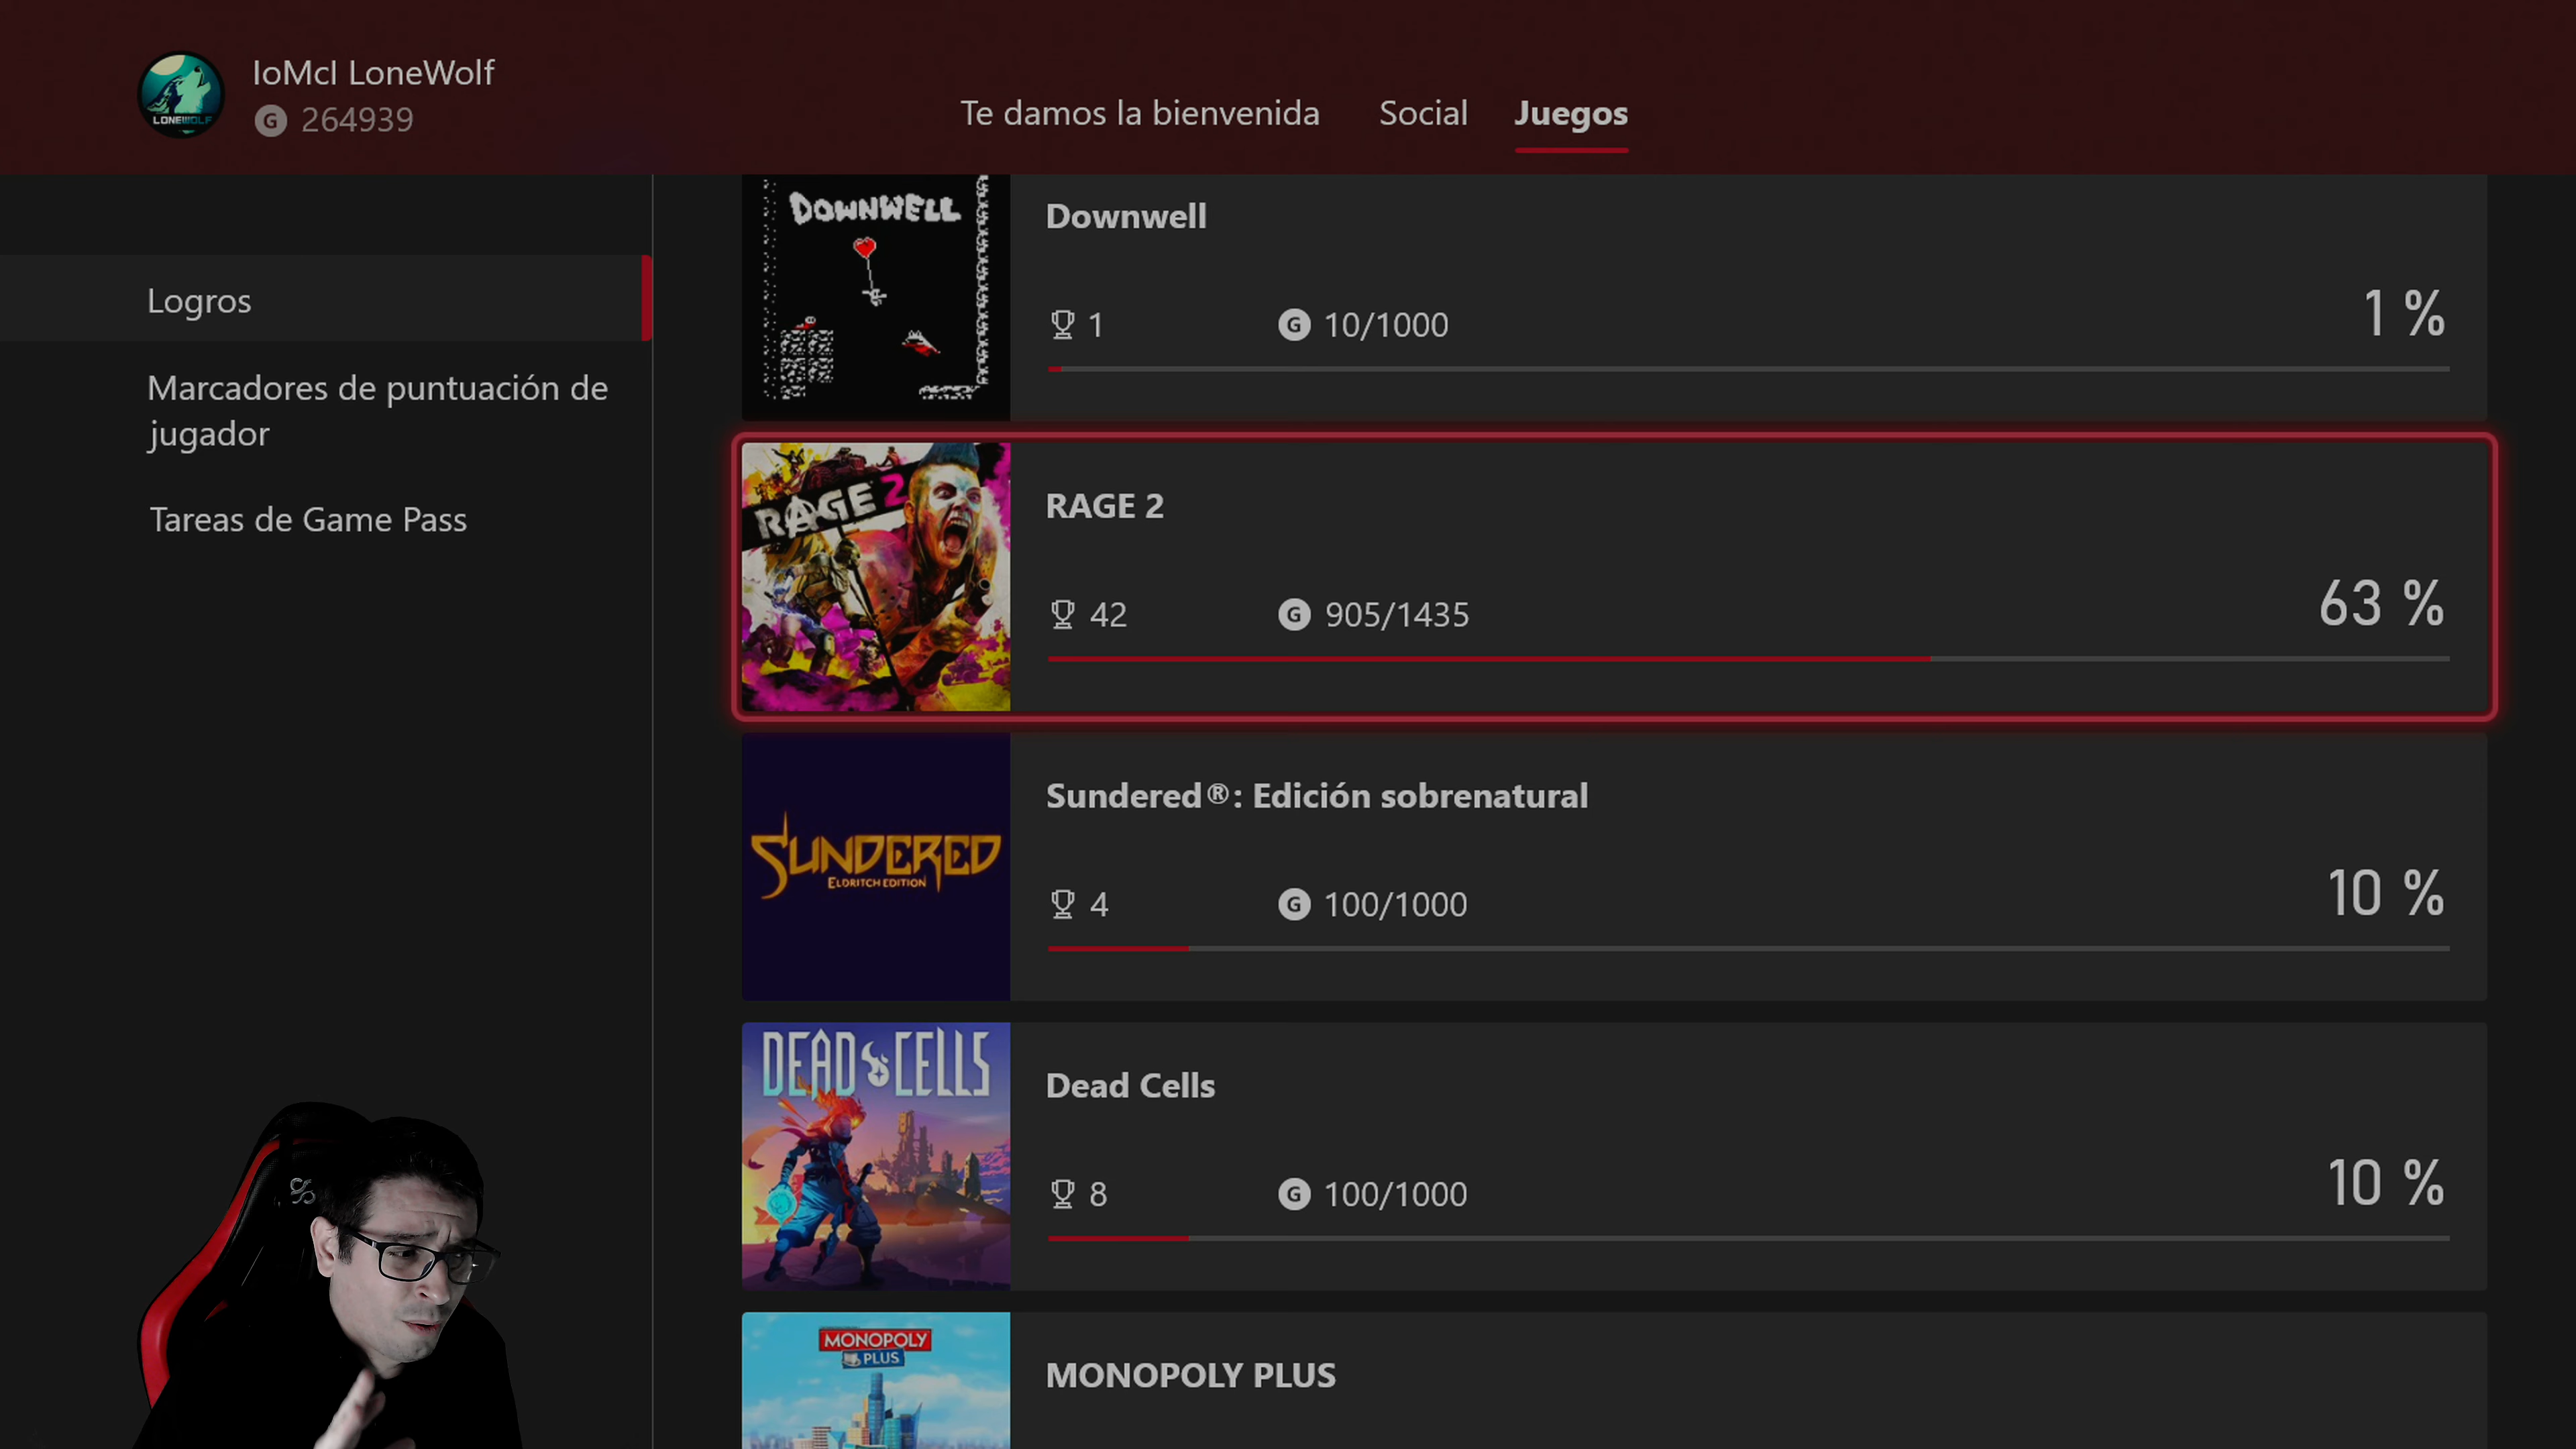 IoMcI LoneWolf
G 264939
LONEWOLF
Te damos la bienvenida
Social
Juegos
Logros
Marcadores de puntuación de
jugador
Tareas de Game Pass
DOWNWELL
Downwell
1
G 10/1000
1 %
RAGE 2
RAGE 2
42
G 905/1435
63 %
SUNDERED
ELDRITCH EDITION
Sundered®: Edición sobrenatural
4
G 100/1000
10 %
DEAD CELLS
Dead Cells
8
G 100/1000
10 %
MONOPOLY
PLUS
MONOPOLY PLUS